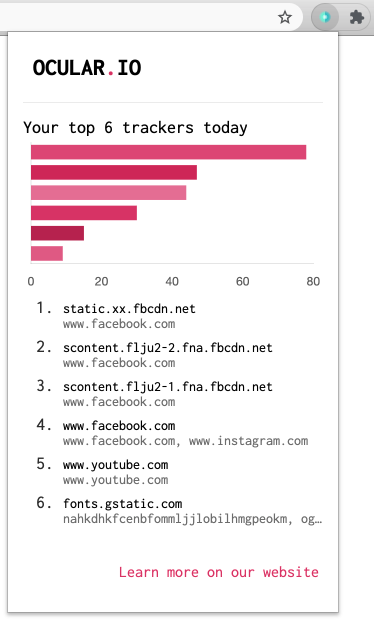 OCULAR.IO
Your top 6 trackers today
0 20 40 60 80
1. static.xx.fbcdn.net
www.facebook.com
2. scontent.flju2-2.fna.fbcdn.net
www.facebook.com
3. scontent.flju2-1.fna.fbcdn.net
www.facebook.com
4. www.facebook.com
www.facebook.com, www.instagram.com
5. www.youtube.com
www.youtube.com
6. fonts.gstatic.com
nahkdhkfcenbfommljjlobilhmgpeokm, og…
Learn more on our website